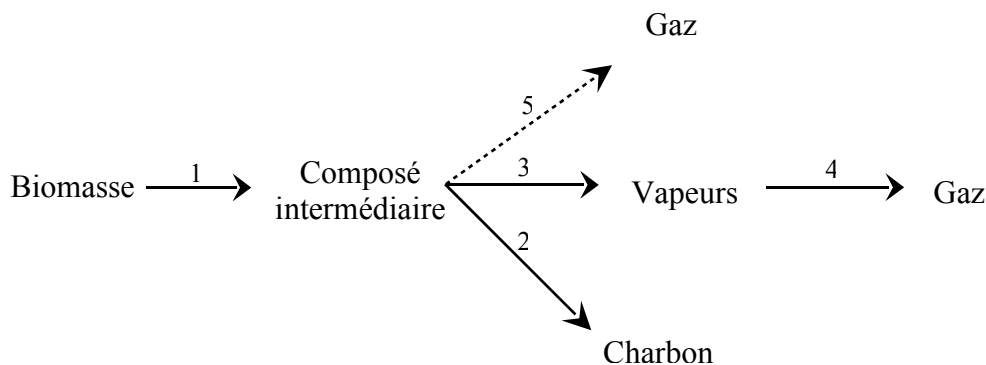 Gaz
5
Biomasse
1
Composé
intermédiaire
3
Vapeurs
4
Gaz
2
Charbon